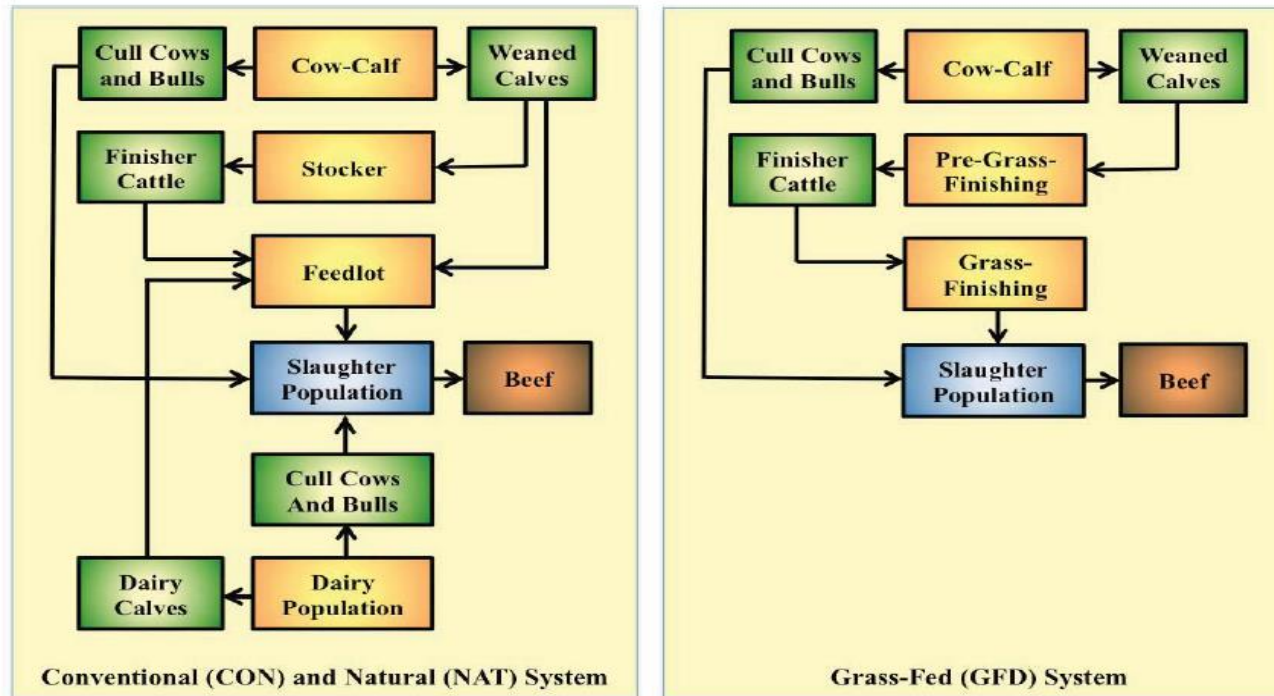 Cull Cows
and Bulls
Cow-Calf
Weaned
Calves
Finisher
Cattle
Stocker
Feedlot
Slaughter
Population
Beef
Cull Cows
And Bulls
Dairy
Calves
Dairy
Population
Conventional (CON) and Natural (NAT) System
Cull Cows
and Bulls
Cow-Calf
Weaned
Calves
Finisher
Cattle
Pre-Grass-
Finishing
Grass-
Finishing
Slaughter
Population
Beef
Grass-Fed (GFD) System